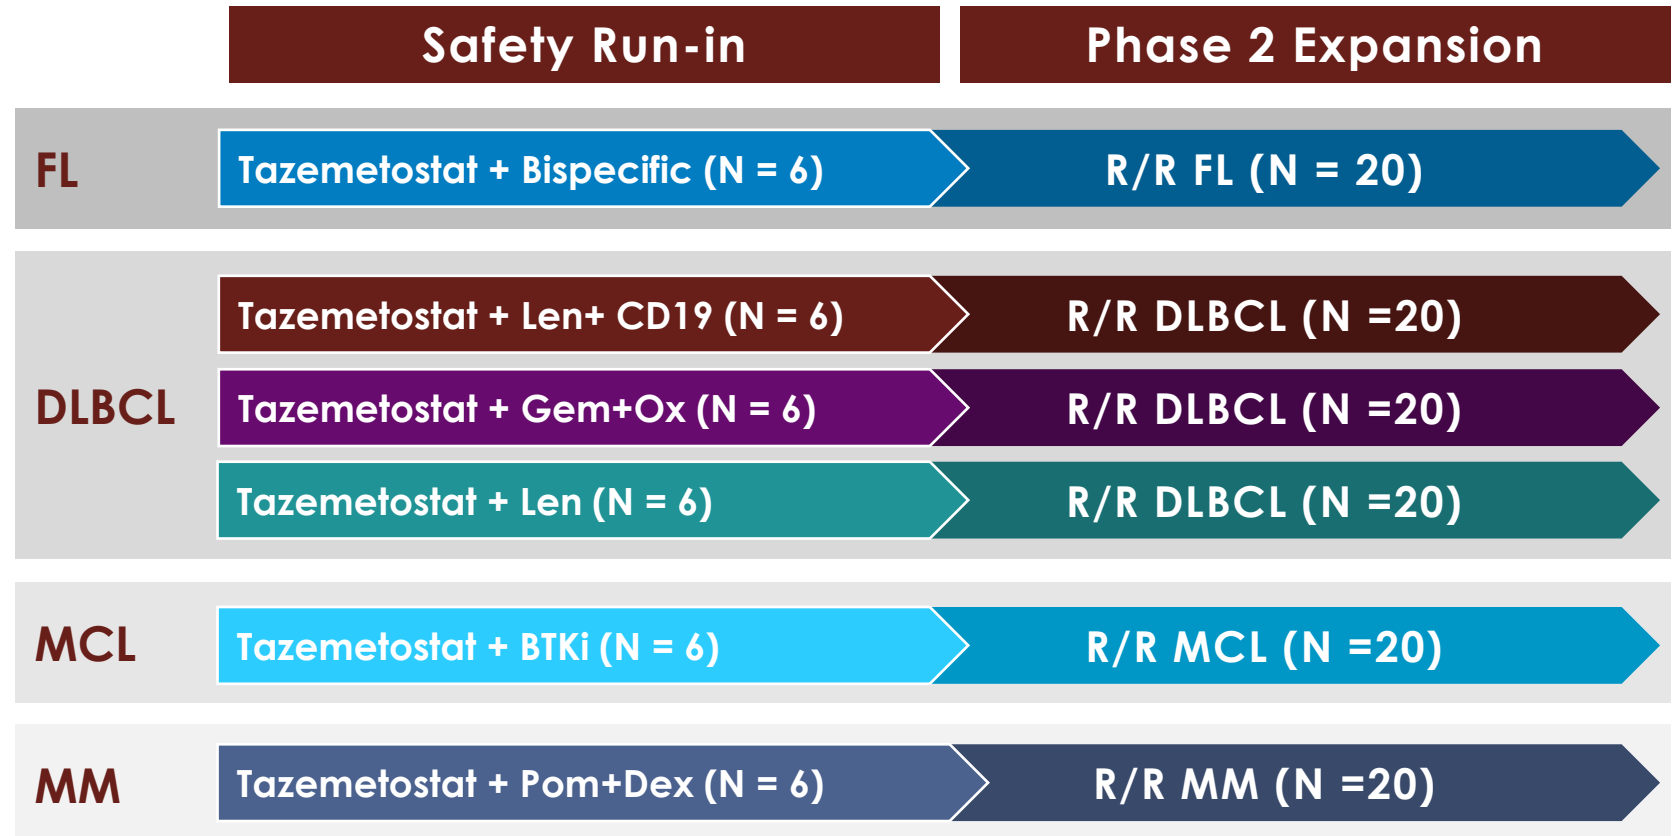 Safety Run-in
Phase 2 Expansion
FL
Tazemetostat + Bispecific (N = 6)
R/R FL (N = 20)
DLBCL
Tazemetostat + Len+ CD19 (N = 6)
R/R DLBCL (N =20)
Tazemetostat + Gem+Ox (N = 6)
R/R DLBCL (N =20)
Tazemetostat + Len (N = 6)
R/R DLBCL (N =20)
MCL
Tazemetostat + BTKi (N = 6)
R/R MCL (N =20)
MM
Tazemetostat + Pom+Dex (N = 6)
R/R MM (N =20)